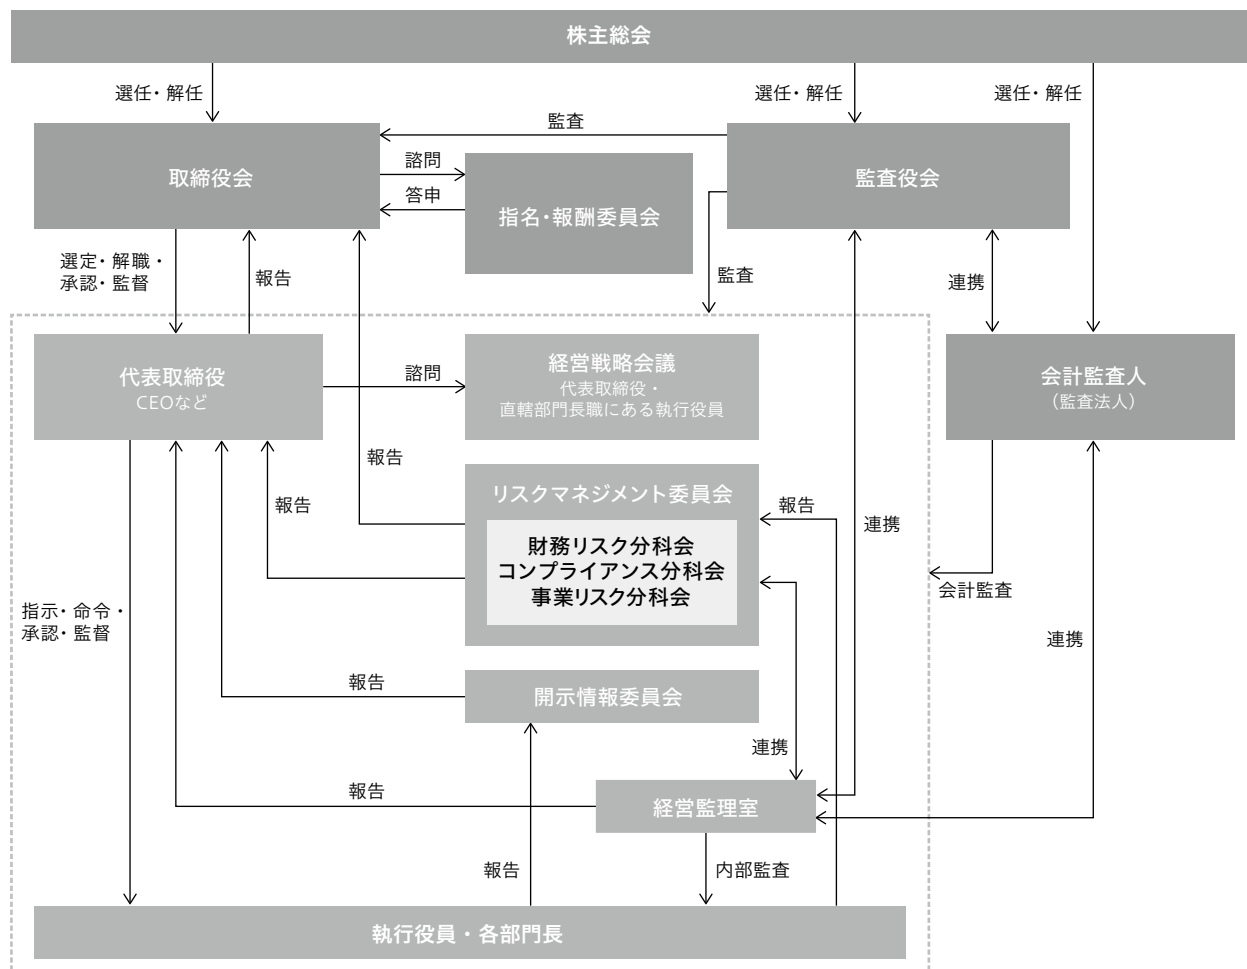 株主総会
選任・解任
選任・解任
選任・解任
監査
取締役会
諮問
答申
指名・報酬委員会
監査役会
選定・解職・
承認・監督
報告
監査
連携
代表取締役
CEOなど
諮問
経営戦略会議
代表取締役・
直轄部門長職にある執行役員
会計監査人
(監査法人)
報告
報告
リスクマネジメント委員会
財務リスク分科会
コンプライアンス分科会
事業リスク分科会
報告
連携
会計監査
指示・命令・
承認・監督
連携
報告
開示情報委員会
連携
報告
経営監理室
報告
内部監査
執行役員・各部門長